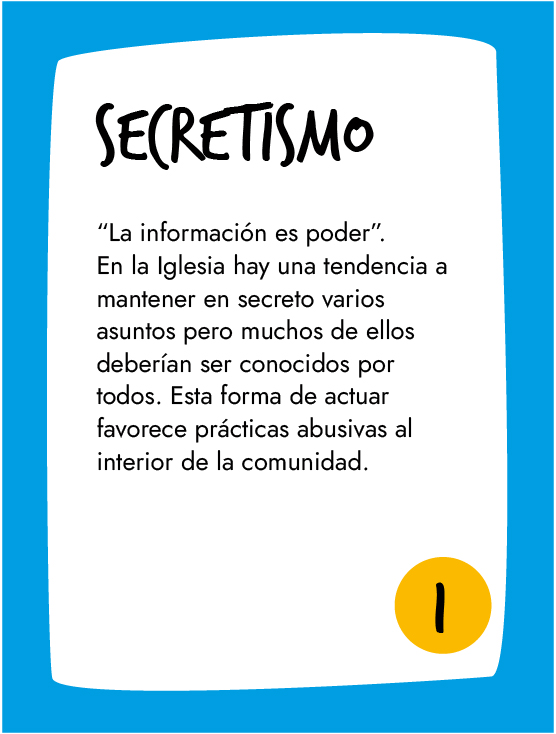 SECRETISMO
“La información es poder”.
En la Iglesia hay una tendencia a
mantener en secreto varios
asuntos pero muchos de ellos
deberían ser conocidos por
todos. Esta forma de actuar
favorece prácticas abusivas al
interior de la comunidad.
1